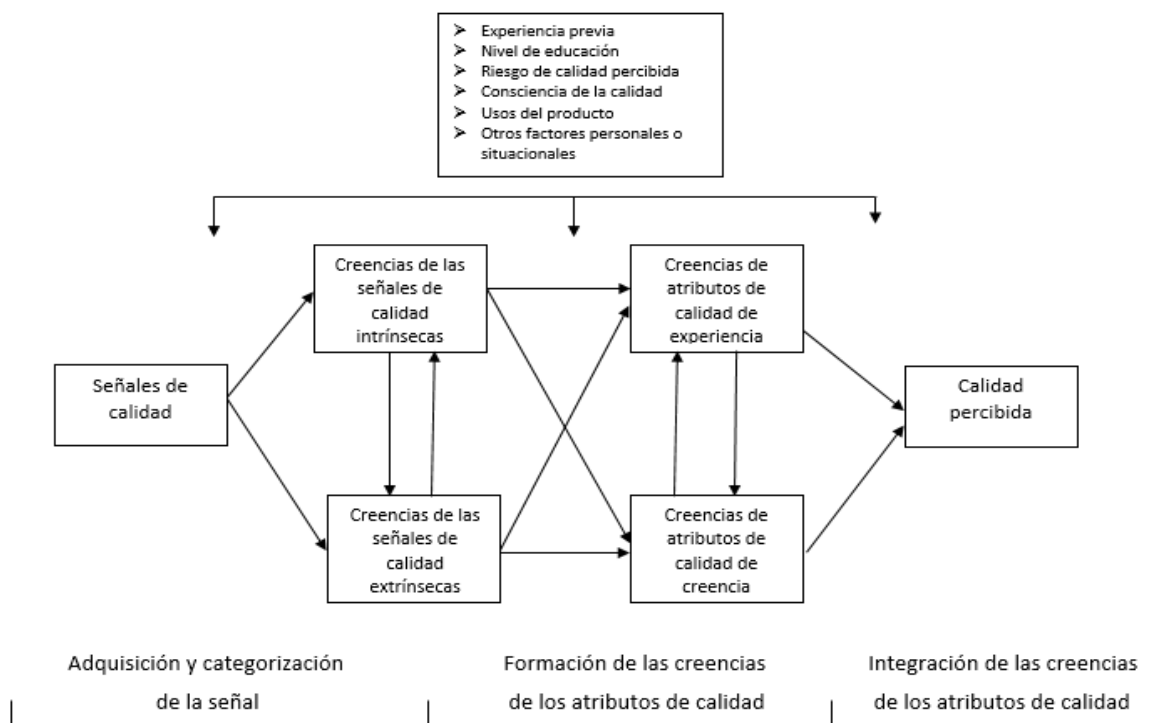 ➢ Experiencia previa
➢ Nivel de educación
➢ Riesgo de calidad percibida
➢ Consciencia de la calidad
➢ Usos del producto
➢ Otros factores personales o
situacionales
Creencias de las
señales de
calidad
intrínsecas
Creencias de
atributos de
calidad de
experiencia
Señales de
calidad
Calidad
percibida
Creencias de las
señales de
calidad
extrínsecas
Creencias de
atributos de
calidad de
creencia
Adquisición y categorización
de la señal
Formación de las creencias
de los atributos de calidad
Integración de las creencias
de los atributos de calidad